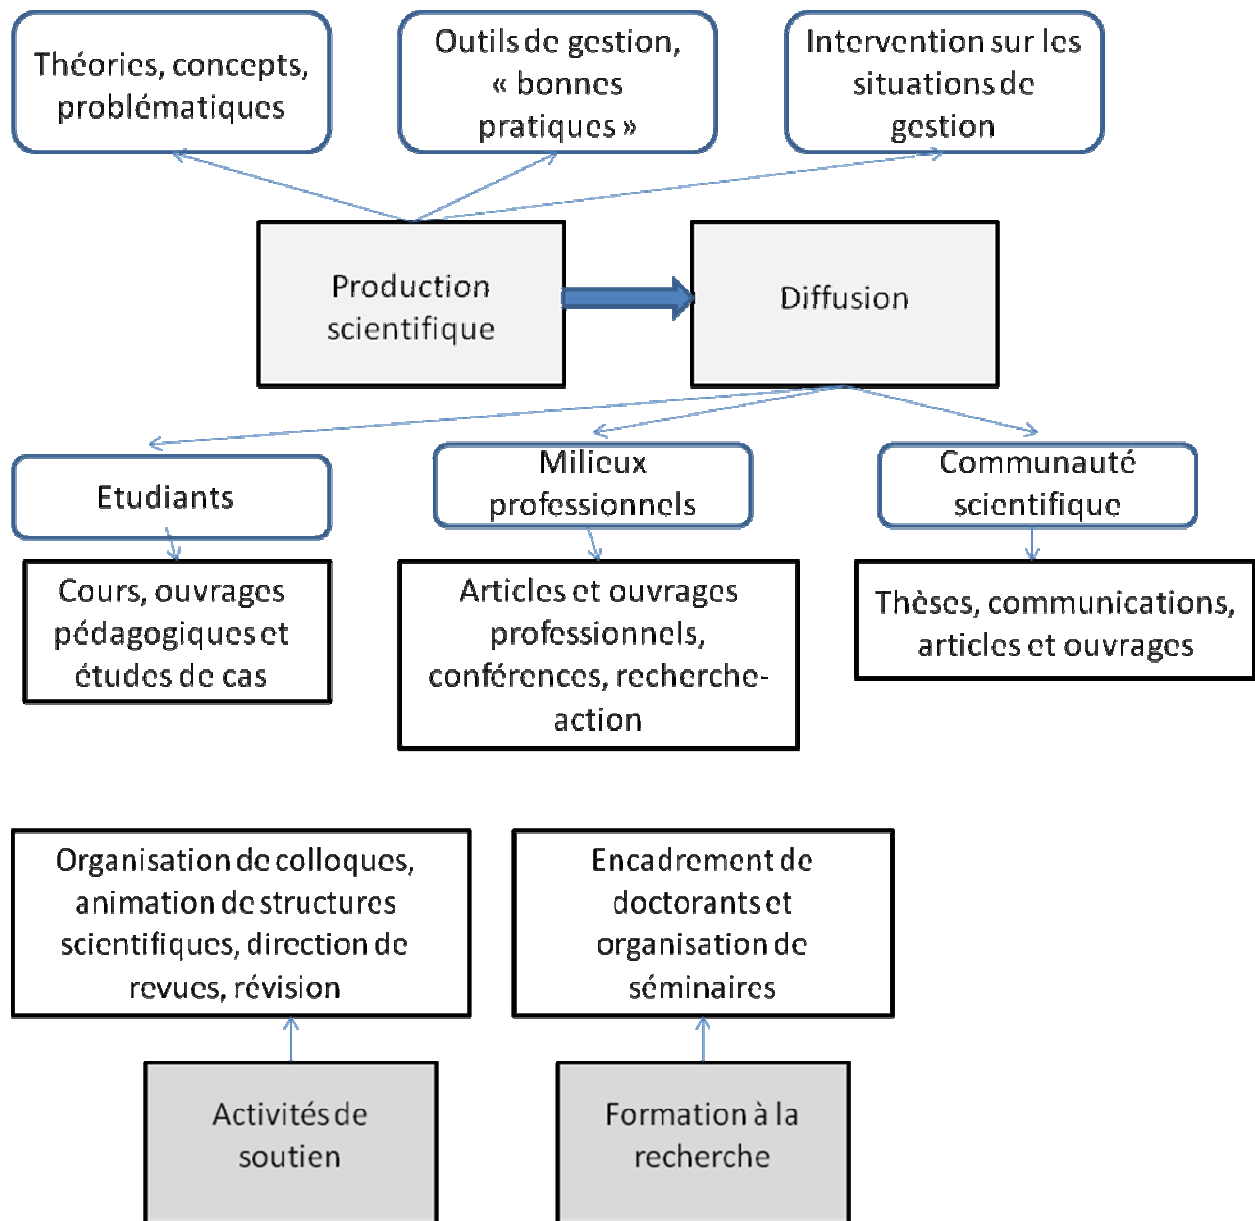 Théories, concepts,
problématiques
Outils de gestion,
« bonnes
pratiques »
Intervention sur les
situations de
gestion
Production
scientifique
Diffusion
Etudiants
Milieux
professionnels
Communauté
scientifique
Cours, ouvrages
pédagogiques et
études de cas
Articles et ouvrages
professionnels,
conférences, recherche-
action
Thèses, communications,
articles et ouvrages
Organisation de colloques,
animation de structures
scientifiques, direction de
revues, révision
Encadrement de
doctorants et
organisation de
séminaires
Activités de
soutien
Formation à la
recherche